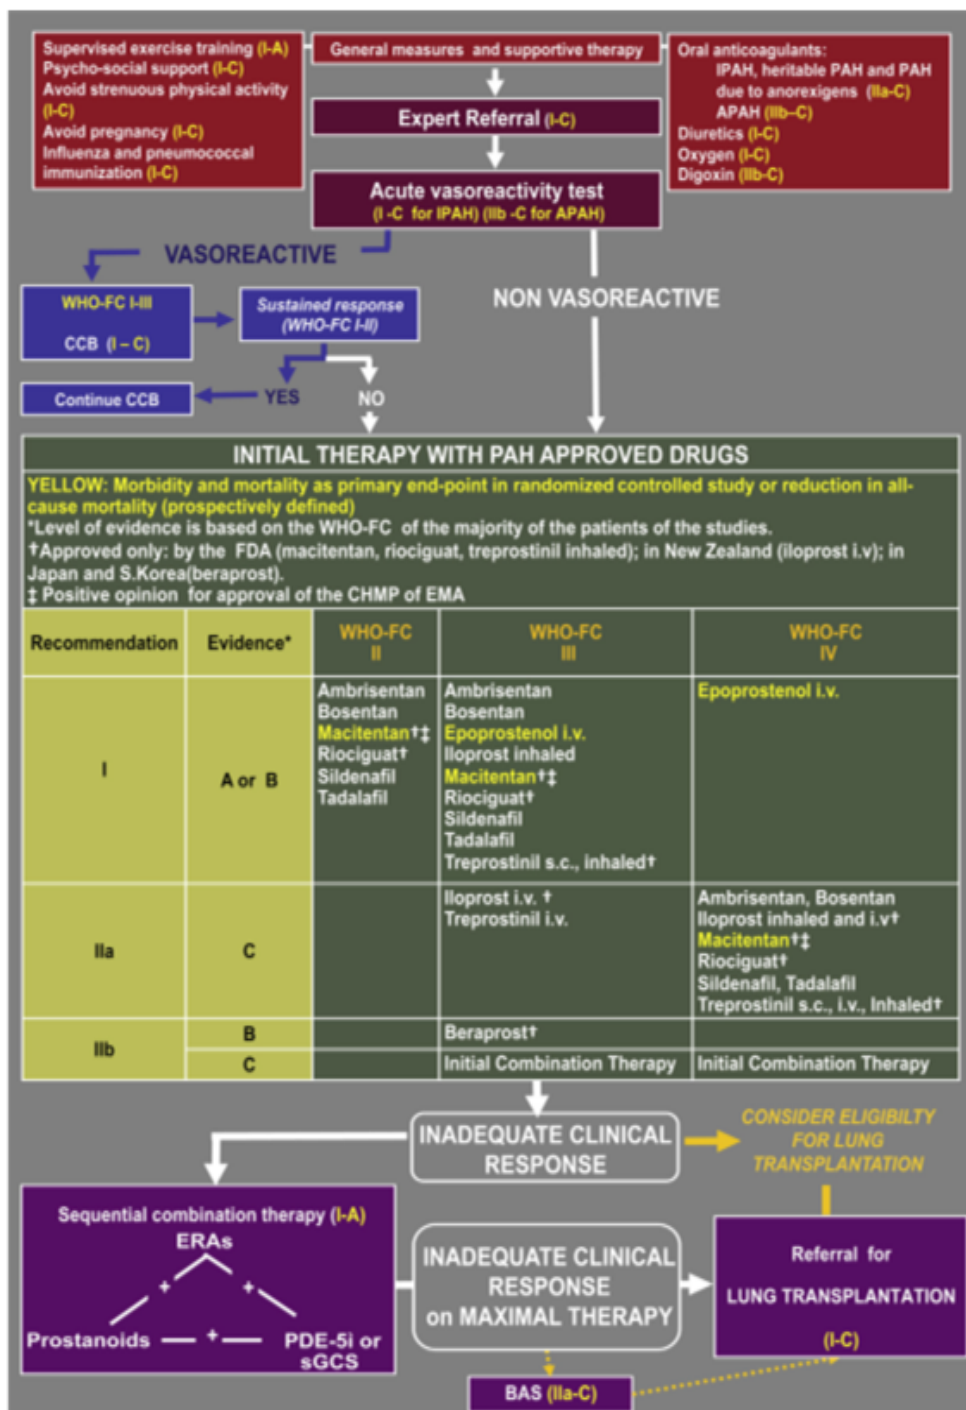 Supervised exercise training (I-A)
Psycho-social support (I-C)
Avoid strenuous physical activity
(I-C)
Avoid pregnancy (I-C)
Influenza and pneumococcal
immunization (I-C)
General measures and supportive therapy
Oral anticoagulants:
IPAH, heritable PAH and PAH
due to anorexigens (IIa-C)
APAH (IIb–C)
Diuretics (I-C)
Oxygen (I-C)
Digoxin (IIb-C)
Expert Referral (I-C)
Acute vasoreactivity test
(I -C for IPAH) (IIb -C for APAH)
VASOREACTIVE
NON VASOREACTIVE
WHO-FC I-III
CCB (I – C)
Sustained response
(WHO-FC I-II)
YES
NO
Continue CCB
INITIAL THERAPY WITH PAH APPROVED DRUGS
YELLOW: Morbidity and mortality as primary end-point in randomized controlled study or reduction in all-
cause mortality (prospectively defined)
*Level of evidence is based on the WHO-FC of the majority of the patients of the studies.
†Approved only: by the FDA (macitentan, riociguat, treprostinil inhaled); in New Zealand (iloprost i.v); in
Japan and S.Korea(beraprost).
‡ Positive opinion for approval of the CHMP of EMA
Recommendation
Evidence*
WHO-FC
II
WHO-FC
III
WHO-FC
IV
I
A or B
Ambrisentan
Bosentan
Macitentan†‡
Riociguat†
Sildenafil
Tadalafil
Ambrisentan
Bosentan
Epoprostenol i.v.
Iloprost inhaled
Macitentan†‡
Riociguat†
Sildenafil
Tadalafil
Treprostinil s.c., inhaled†
Epoprostenol i.v.
IIa
C
Iloprost i.v. †
Treprostinil i.v.
Ambrisentan, Bosentan
Iloprost inhaled and i.v†
Macitentan†‡
Riociguat†
Sildenafil, Tadalafil
Treprostinil s.c., i.v., Inhaled†
IIb
B
Beraprost†
C
Initial Combination Therapy
Initial Combination Therapy
INADEQUATE CLINICAL
RESPONSE
CONSIDER ELIGIBILTY
FOR LUNG
TRANSPLANTATION
Sequential combination therapy (I-A)
ERAs
+
+
Prostanoids
+
PDE-5i or
sGCS
INADEQUATE CLINICAL
RESPONSE
on MAXIMAL THERAPY
Referral for
LUNG TRANSPLANTATION
(I-C)
BAS (IIa-C)